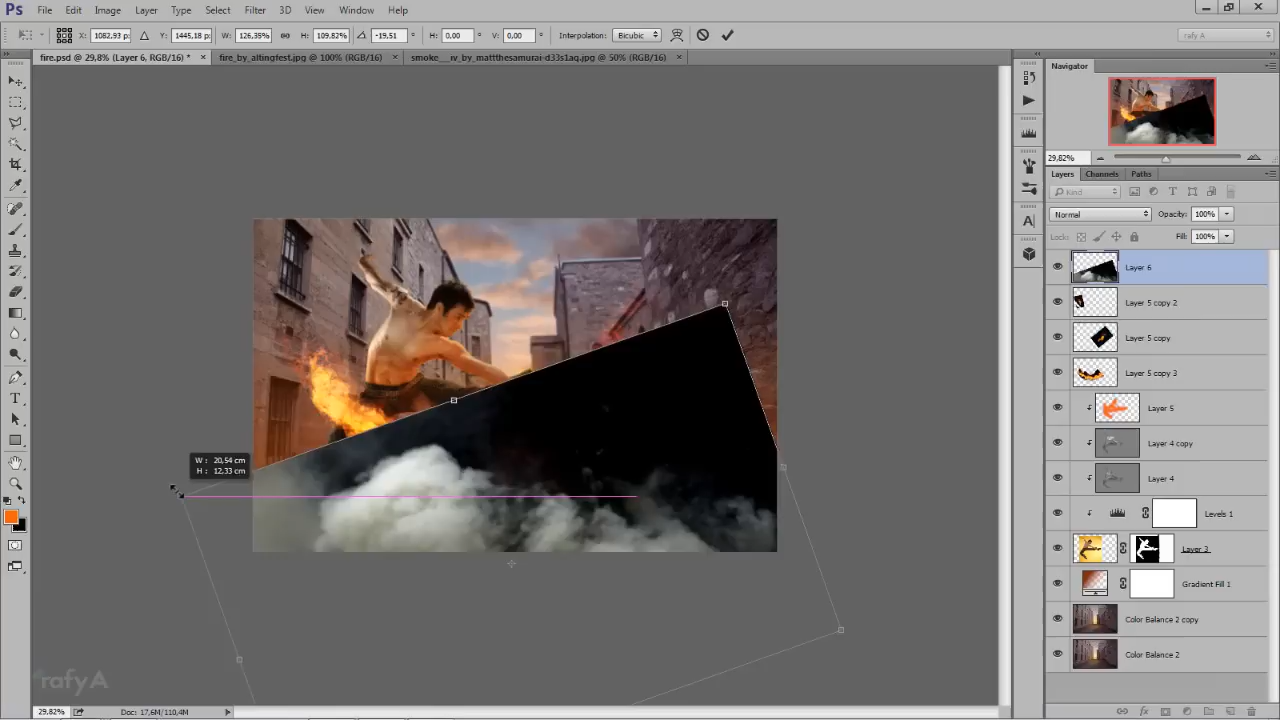 Ps File Edit Image Layer Type Select Filter 3D View Window Help
X: 1082,93 p: Y: 1445,18 p: W: 126,39% H: 109.82% -19,51 ° H: 0,00 ° V: 0,00 ° Interpolation: Bicubic rafy A
fire.psd @ 29,8% (Layer 6, RGB/16) * × fire_by_altingfest.jpg @ 100% (RGB/16) × smoke__iv_by_mattthesamurai-d33s1aq.jpg @ 50% (RGB/16) ×
Navigator
29,82%
Layers Channels Paths
Kind
Normal Opacity: 100%
Lock: Fill: 100%
Layer 6
Layer 5 copy 2
Layer 5 copy
Layer 5 copy 3
Layer 5
Layer 4 copy
Layer 4
Levels 1
Layer 3
Gradient Fill 1
Color Balance 2 copy
Color Balance 2
W: 20,54 cm
H: 12,33 cm
rafyA
29,82% Doc: 17,6M/110,4M